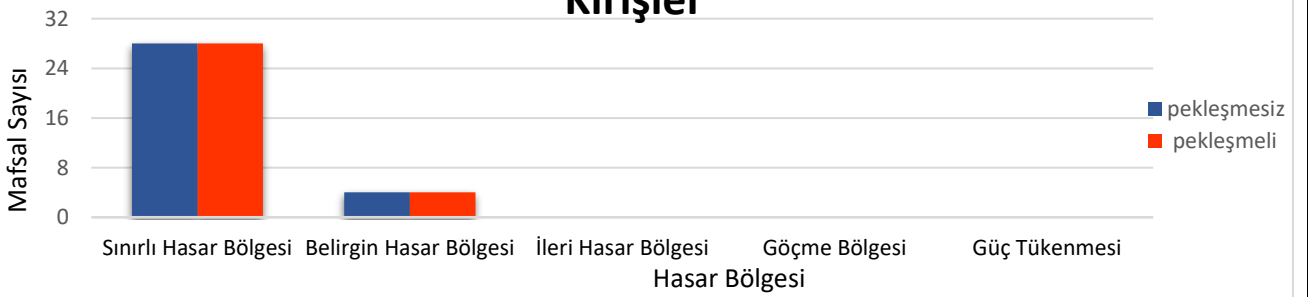 Kirişler
32
24
16
8
0
Mafsal Sayısı
pekleşmesiz
pekleşmeli
Sınırlı Hasar Bölgesi Belirgin Hasar Bölgesi İleri Hasar Bölgesi Göçme Bölgesi Güç Tükenmesi
Hasar Bölgesi